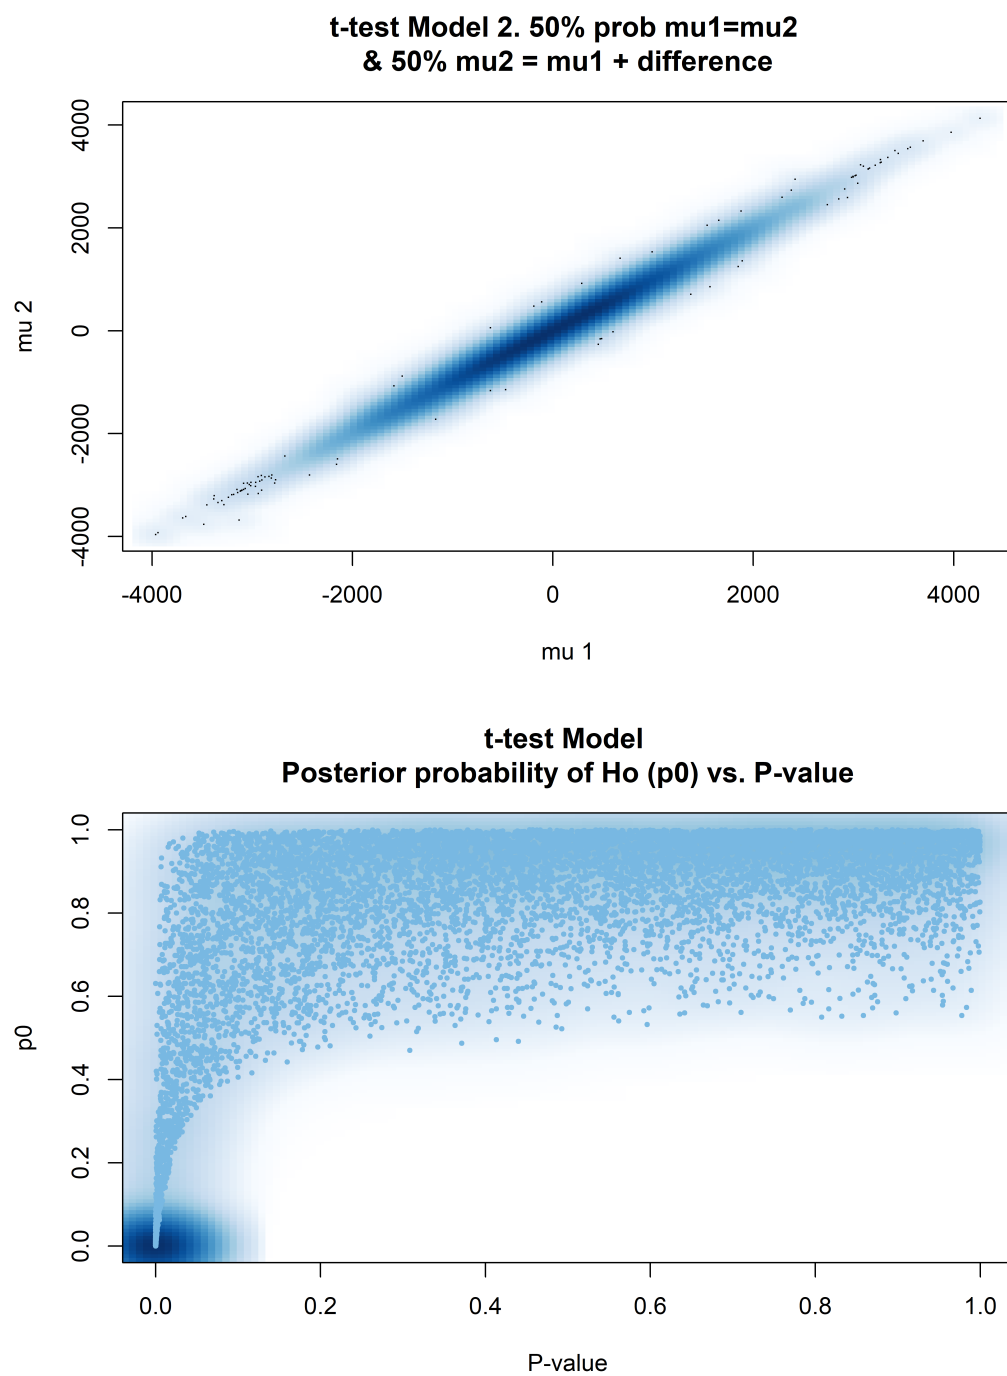 t-test Model 2. 50% prob mu1=mu2
& 50% mu2 = mu1 + difference
4000
2000
0
-2000
-4000
mu 2
-4000 -2000 0 2000 4000
mu 1
t-test Model
Posterior probability of Ho (p0) vs. P-value
1.0
0.8
0.6
0.4
0.2
0.0
p0
0.0 0.2 0.4 0.6 0.8 1.0
P-value